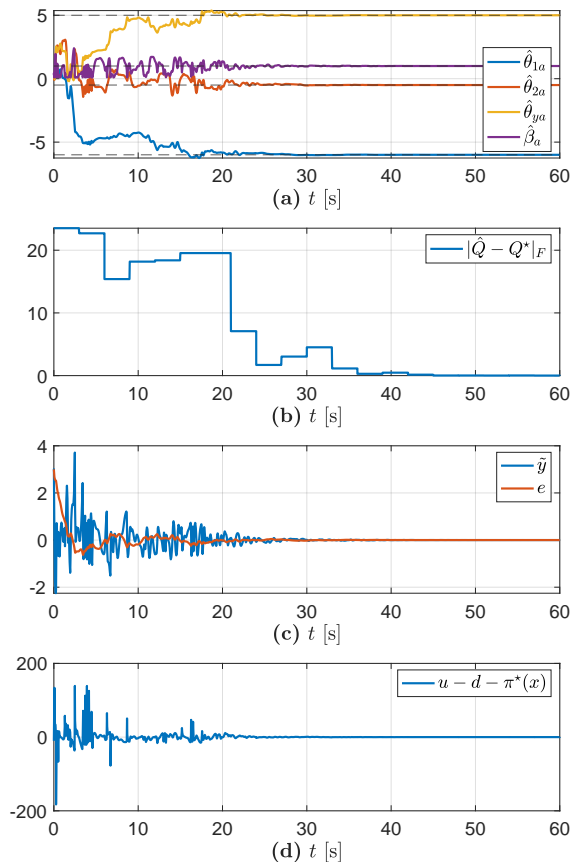 5
0
-5
θ̂₁ₐ
θ̂₂ₐ
θ̂yₐ
β̂ₐ
0 10 20 30 40 50 60
(a) t [s]
20
10
0
|Q̂ − Q⋆|F
0 10 20 30 40 50 60
(b) t [s]
4
2
0
-2
ỹ
e
0 10 20 30 40 50 60
(c) t [s]
200
0
-200
u − d − π⋆(x)
0 10 20 30 40 50 60
(d) t [s]